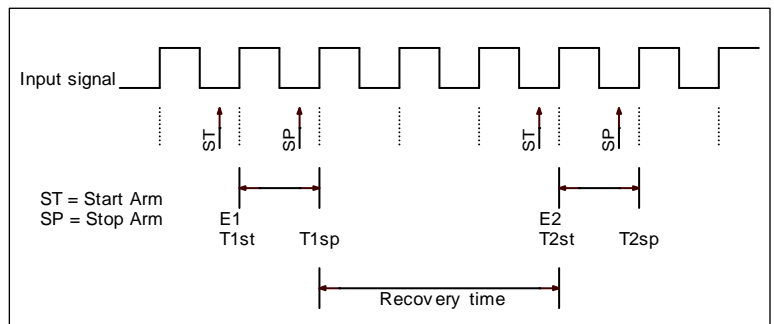 Input signal
ST SP ST SP
ST = Start Arm
SP = Stop Arm
E1 E2
T1st T1sp T2st T2sp
Recovery time